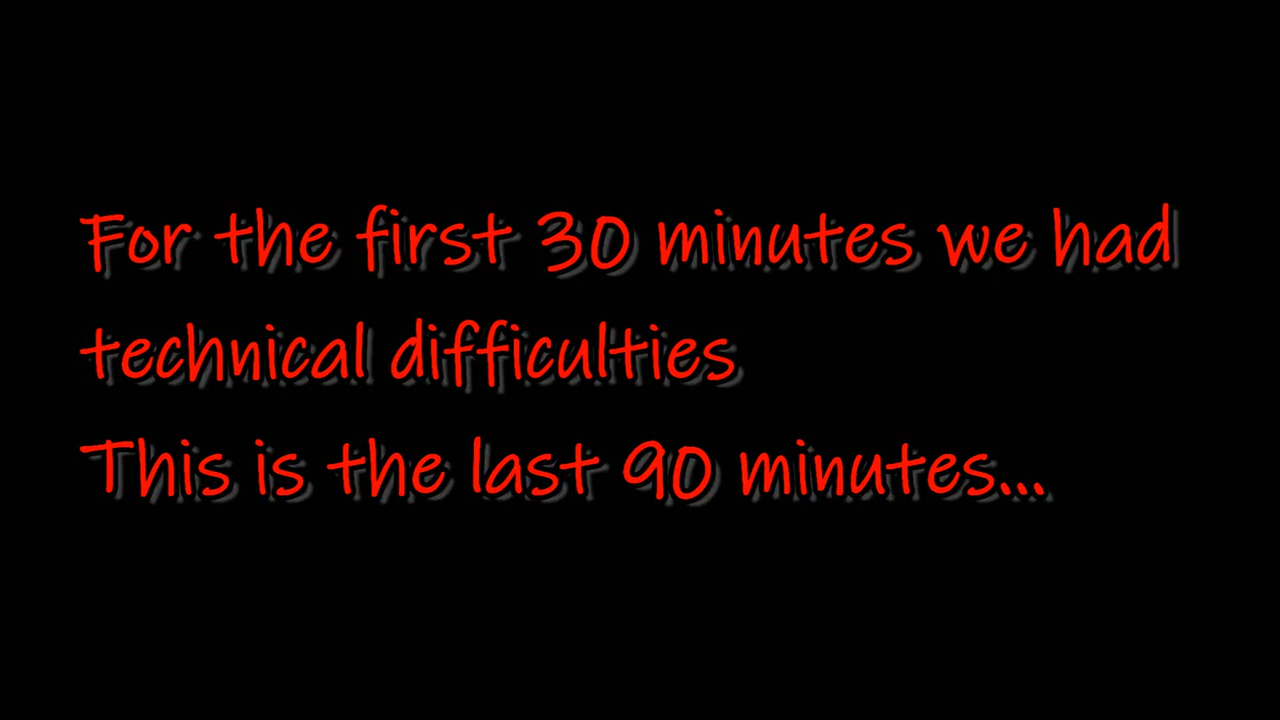 For the first 30 minutes we had
technical difficulties
This is the last 90 minutes...